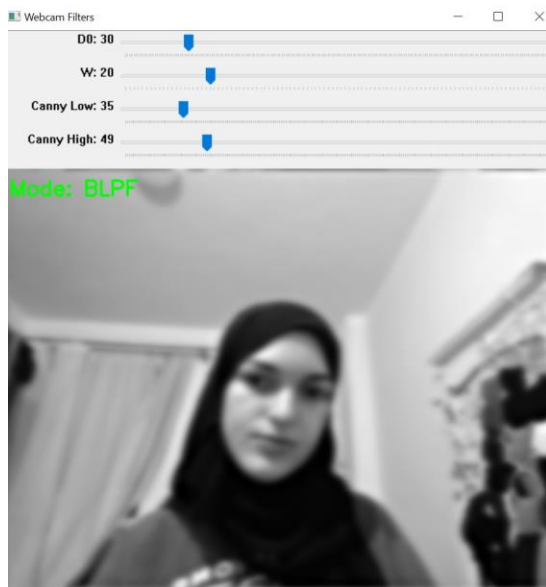 Webcam Filters
D0: 30
W: 20
Canny Low: 35
Canny High: 49
Mode: BLPF